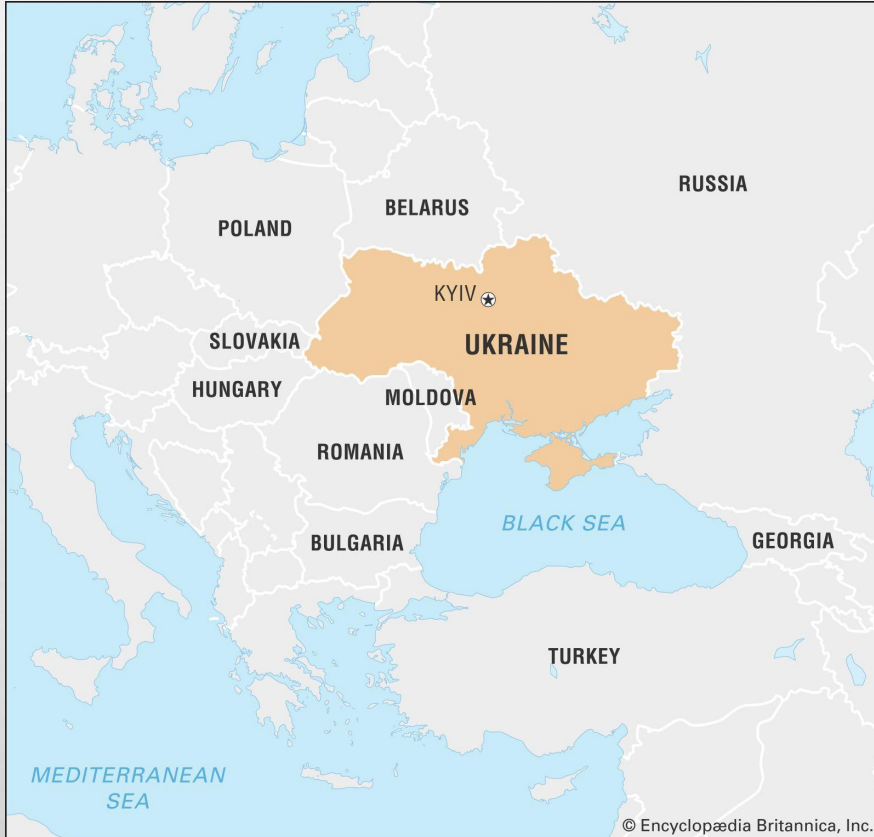 RUSSIA
BELARUS
POLAND
KYIV
UKRAINE
SLOVAKIA
HUNGARY
MOLDOVA
ROMANIA
BLACK SEA
BULGARIA
GEORGIA
TURKEY
MEDITERRANEAN
SEA
© Encyclopædia Britannica, Inc.